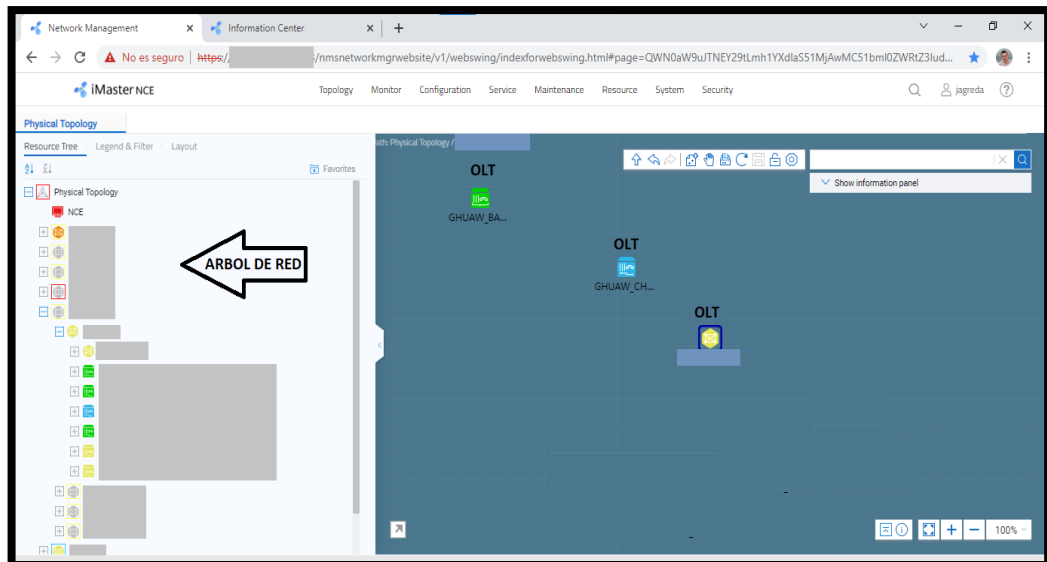 Network Management
Information Center
No es seguro | https:/
/nmsnetworkmgrwebsite/v1/webswing/indexforwebswing.html#page=QWN0aW9uJTNEY29tLmh1YXdlaS51MjAwMC51bml0ZWRtZ3lud...
iMaster NCE
Topology Monitor Configuration Service Maintenance Resource System Security
jagreda
Physical Topology
Resource Tree | Legend & Filter | Layout
Favorites
Physical Topology
NCE
ARBOL DE RED
ath: Physical Topology /
Show information panel
OLT
GHUAW_BA...
OLT
GHUAW_CH...
OLT
100%